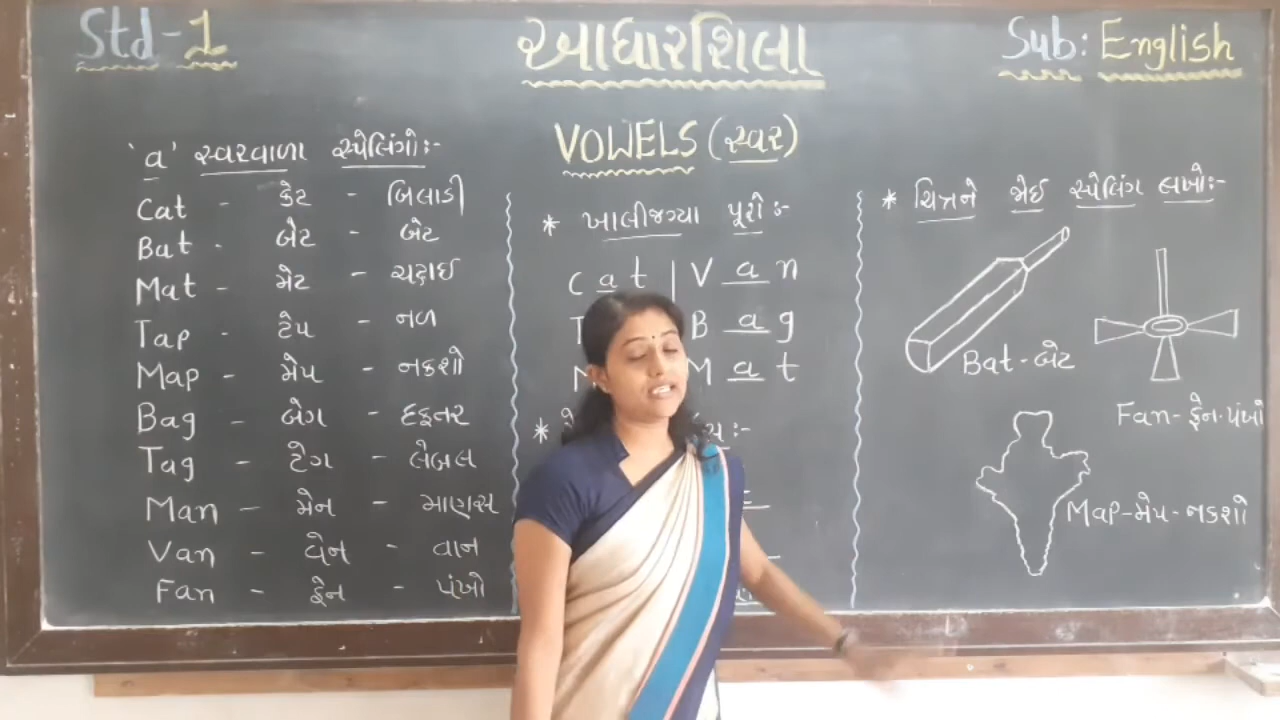 Std-1
આધારશિલા
Sub: English
VOWELS (સ્વર)
'a' સ્વરવાળા સ્પેલિંગો:-
Cat - કેટ - બિલાડી
Bat - બેટ - બેટ
Mat - મેટ - ચટાઈ
Tap - ટેપ - નળ
Map - મેપ - નકશો
Bag - બેગ - દફતર
Tag - ટેગ - લેબલ
Man - મેન - માણસ
Van - વેન - વાન
Fan - ફેન - પંખો
* ખાલીજગ્યા પૂરો:-
c a t | V a n
B a g
M a t
* ચિત્રને જોઈ સ્પેલિંગ લખો:-
Bat - બેટ
Fan - ફેન - પંખો
Map - મેપ - નકશો